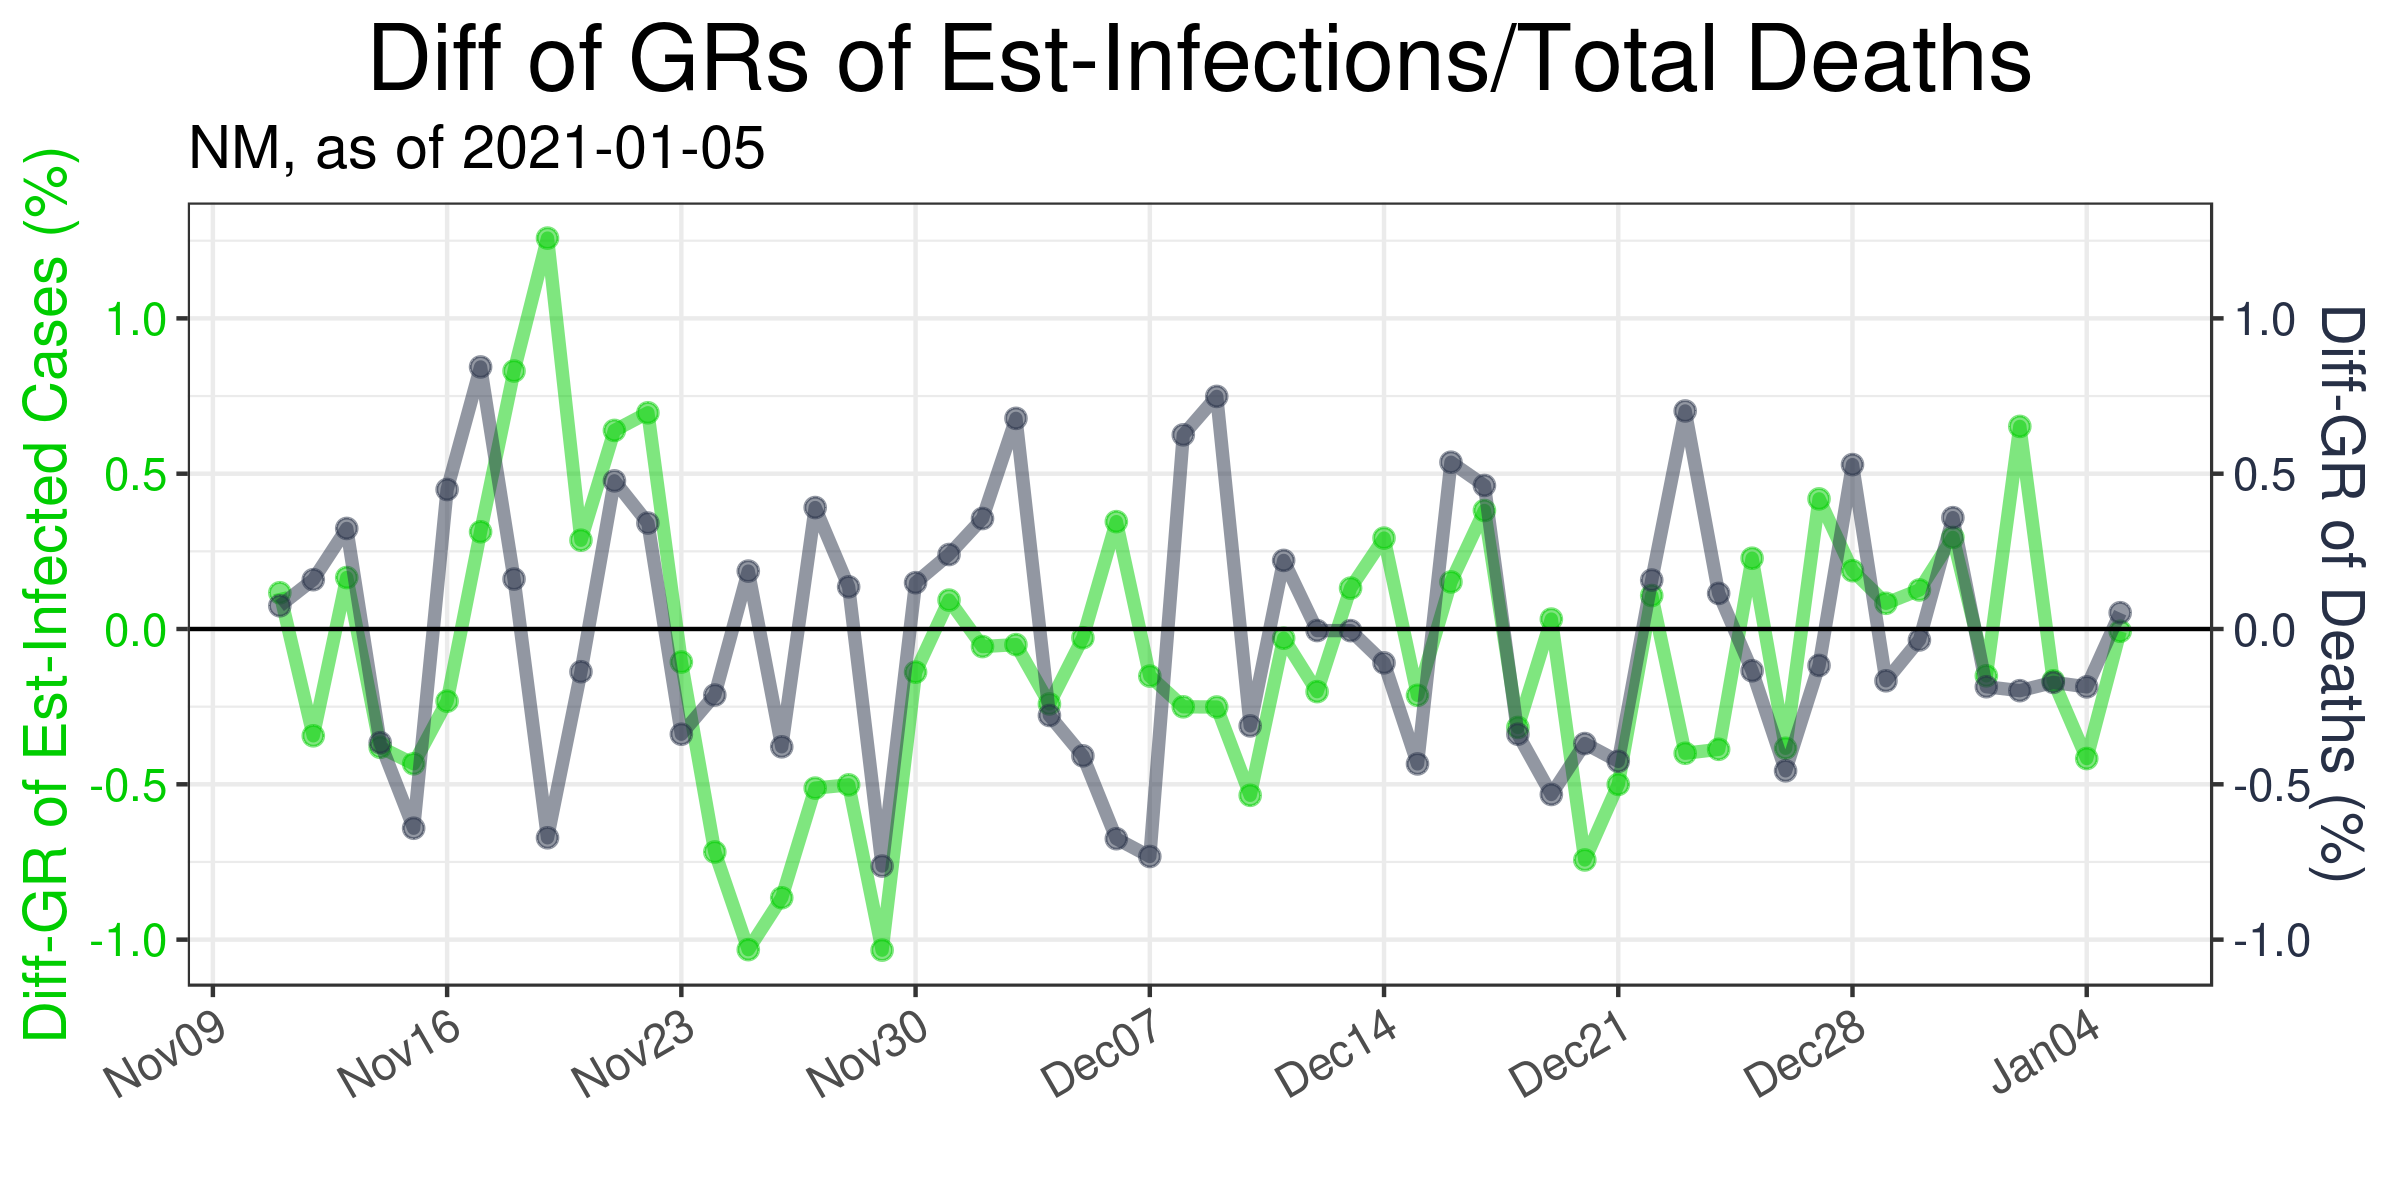 Diff of GRs of Est-Infections/Total Deaths
NM, as of 2021-01-05
Diff-GR of Est-Infected Cases (%)
1.0
0.5
0.0
-0.5
-1.0
1.0
0.5
0.0
-0.5
-1.0
Diff-GR of Deaths (%)
Nov09
Nov16
Nov23
Nov30
Dec07
Dec14
Dec21
Dec28
Jan04